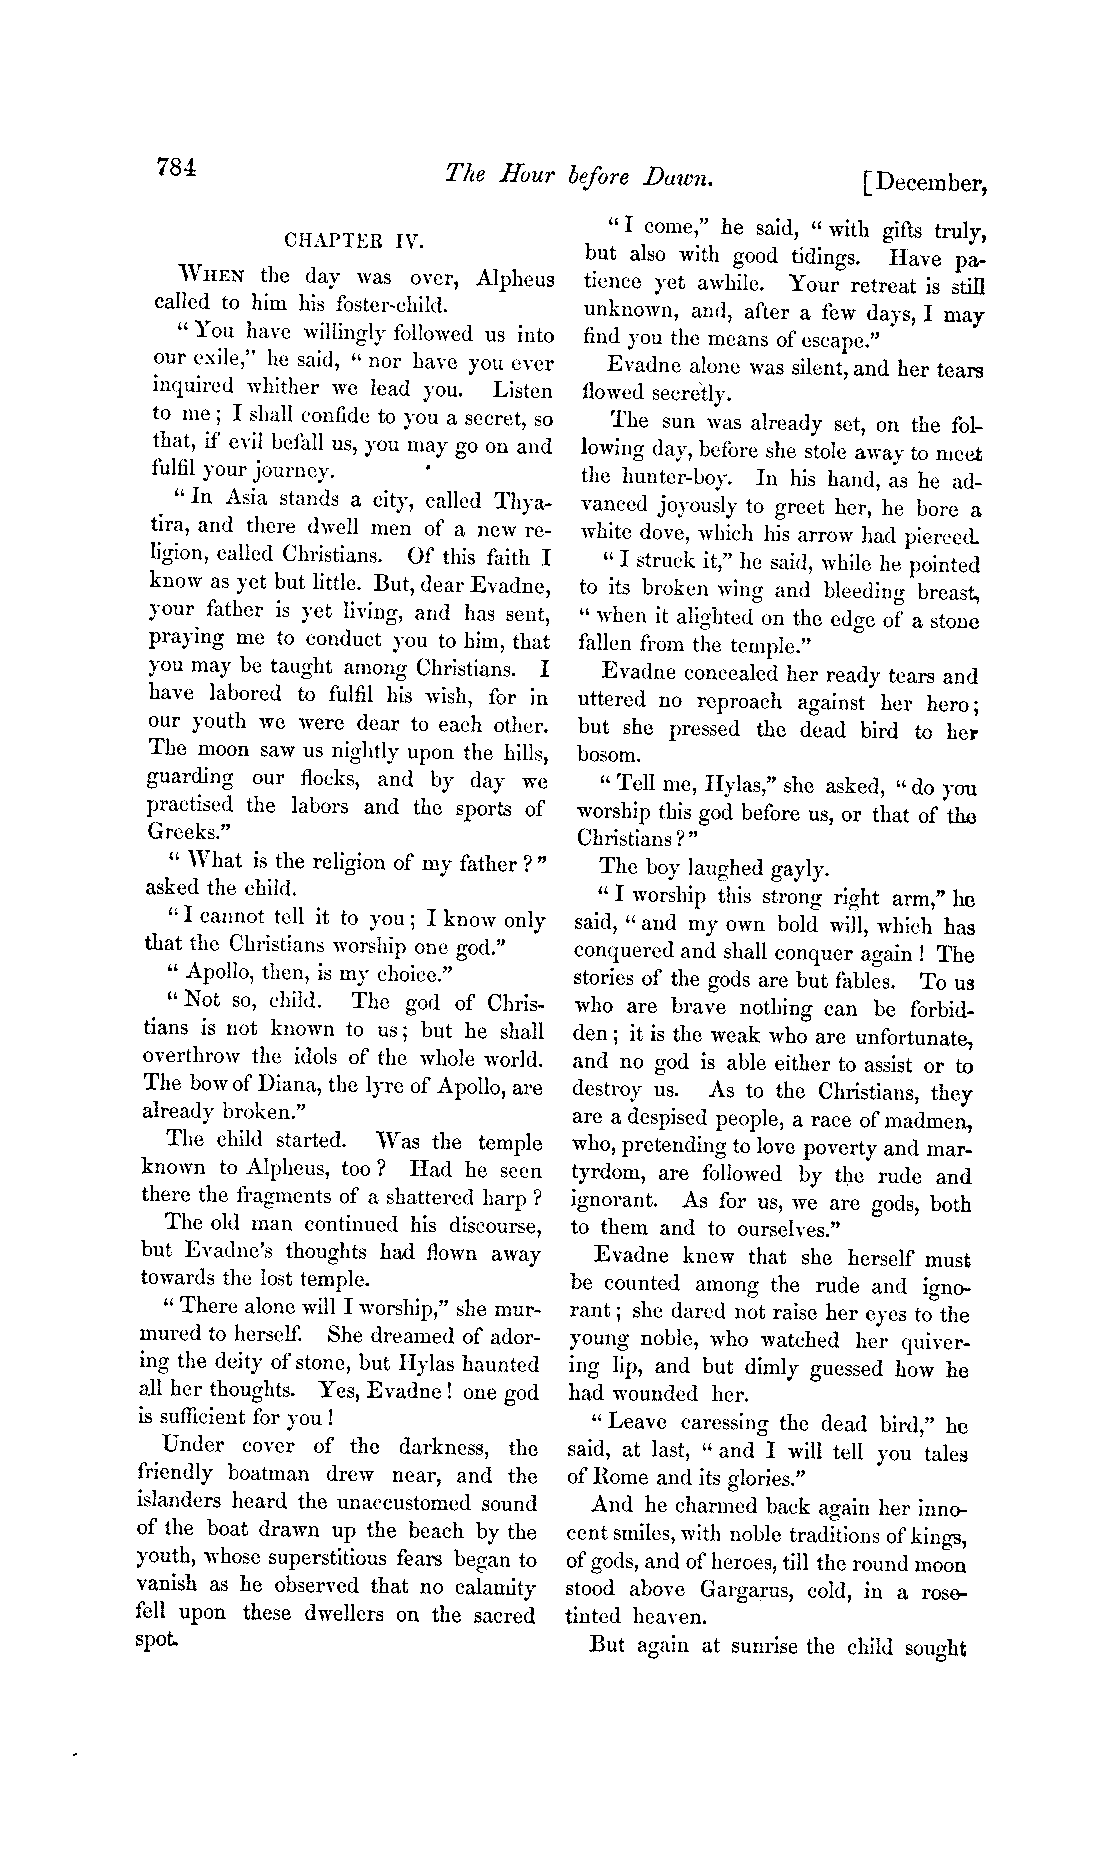 784
The Hour before Dawn.
[December,
CHAPTER IV.
WHEN the day was over, Alpheus
called to him his foster-child.
“You have willingly followed us into
our exile,” he said, “nor have you ever
inquired whither we lead you. Listen
to me; I shall confide to you a secret, so
that, if evil befall us, you may go on and
fulfil your journey.
“In Asia stands a city, called Thya-
tira, and there dwell men of a new re-
ligion, called Christians. Of this faith I
know as yet but little. But, dear Evadne,
your father is yet living, and has sent,
praying me to conduct you to him, that
you may be taught among Christians. I
have labored to fulfil his wish, for in
our youth we were dear to each other.
The moon saw us nightly upon the hills,
guarding our flocks, and by day we
practised the labors and the sports of
Greeks.”
“What is the religion of my father?”
asked the child.
“I cannot tell it to you; I know only
that the Christians worship one god.”
“Apollo, then, is my choice.”
“Not so, child. The god of Chris-
tians is not known to us; but he shall
overthrow the idols of the whole world.
The bow of Diana, the lyre of Apollo, are
already broken.”
The child started. Was the temple
known to Alpheus, too? Had he seen
there the fragments of a shattered harp?
The old man continued his discourse,
but Evadne's thoughts had flown away
towards the lost temple.
“There alone will I worship,” she mur-
mured to herself. She dreamed of ador-
ing the deity of stone, but Hylas haunted
all her thoughts. Yes, Evadne! one god
is sufficient for you!
Under cover of the darkness, the
friendly boatman drew near, and the
islanders heard the unaccustomed sound
of the boat drawn up the beach by the
youth, whose superstitious fears began to
vanish as he observed that no calamity
fell upon these dwellers on the sacred
spot.
“I come,” he said, “with gifts truly,
but also with good tidings. Have pa-
tience yet awhile. Your retreat is still
unknown, and, after a few days, I may
find you the means of escape.”
Evadne alone was silent, and her tears
flowed secretly.
The sun was already set, on the fol-
lowing day, before she stole away to meet
the hunter-boy. In his hand, as he ad-
vanced joyously to greet her, he bore a
white dove, which his arrow had pierced.
“I struck it,” he said, while he pointed
to its broken wing and bleeding breast,
“when it alighted on the edge of a stone
fallen from the temple.”
Evadne concealed her ready tears and
uttered no reproach against her hero;
but she pressed the dead bird to her
bosom.
“Tell me, Hylas,” she asked, “do you
worship this god before us, or that of the
Christians?”
The boy laughed gayly.
“I worship this strong right arm,” he
said, “and my own bold will, which has
conquered and shall conquer again! The
stories of the gods are but fables. To us
who are brave nothing can be forbid-
den; it is the weak who are unfortunate,
and no god is able either to assist or to
destroy us. As to the Christians, they
are a despised people, a race of madmen,
who, pretending to love poverty and mar-
tyrdom, are followed by the rude and
ignorant. As for us, we are gods, both
to them and to ourselves.”
Evadne knew that she herself must
be counted among the rude and igno-
rant; she dared not raise her eyes to the
young noble, who watched her quiver-
ing lip, and but dimly guessed how he
had wounded her.
“Leave caressing the dead bird,” he
said, at last, “and I will tell you tales
of Rome and its glories.”
And he charmed back again her inno-
cent smiles, with noble traditions of kings,
of gods, and of heroes, till the round moon
stood above Gargarus, cold, in a rose-
tinted heaven.
But again at sunrise the child sought